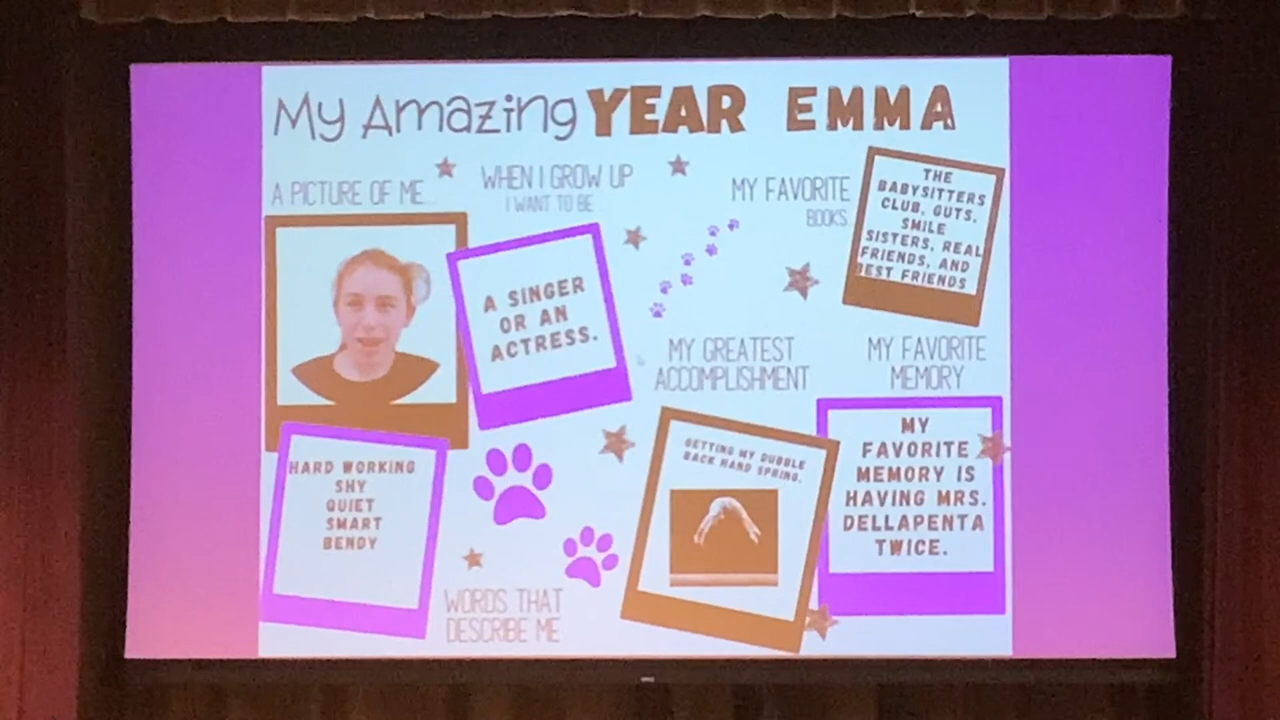 My Amazing YEAR EMMA
A PICTURE OF ME...
WHEN I GROW UP
I WANT TO BE...
A SINGER
OR AN
ACTRESS.
MY FAVORITE
BOOKS
THE
BABYSITTERS
CLUB, GUTS,
SMILE
SISTERS, REAL
FRIENDS, AND
BEST FRIENDS
HARD WORKING
SHY
QUIET
SMART
BENDY
WORDS THAT
DESCRIBE ME
MY GREATEST
ACCOMPLISHMENT
GETTING MY DUBBLE
BACK HAND SPRING.
MY FAVORITE
MEMORY
MY
FAVORITE
MEMORY IS
HAVING MRS.
DELLAPENTA
TWICE.